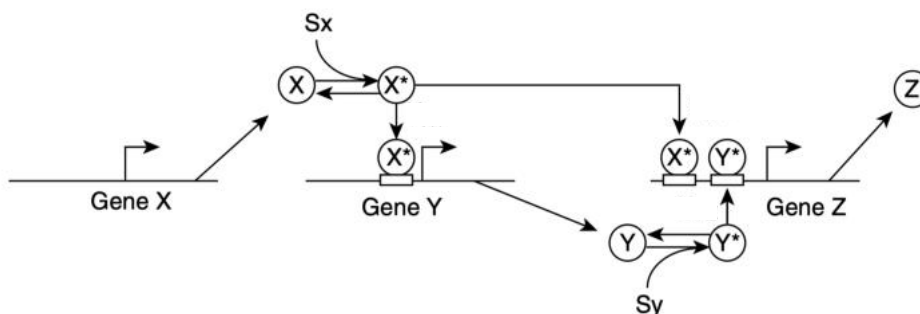 Sx
X
X*
Z
X*
X*
Y*
Gene X
Gene Y
Gene Z
Y
Y*
Sy